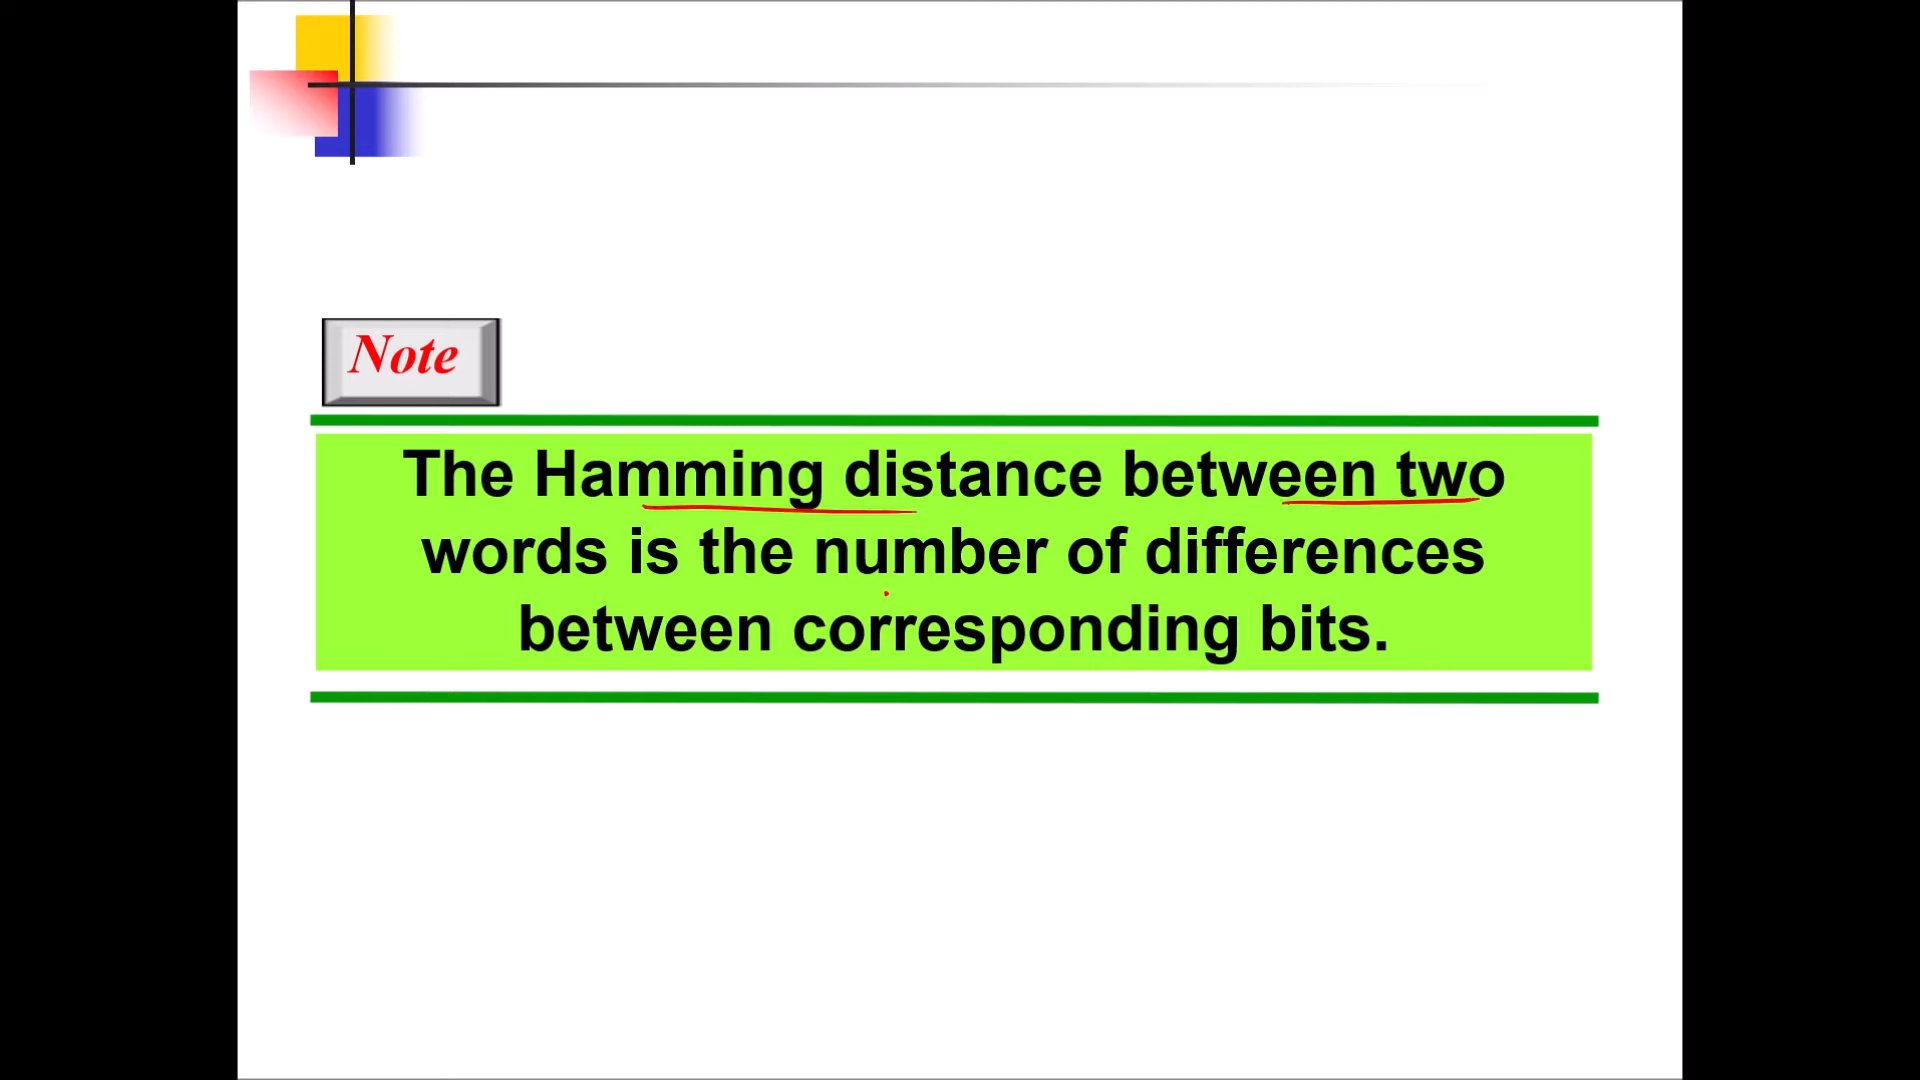 Note
The Hamming distance between two
words is the number of differences
between corresponding bits.